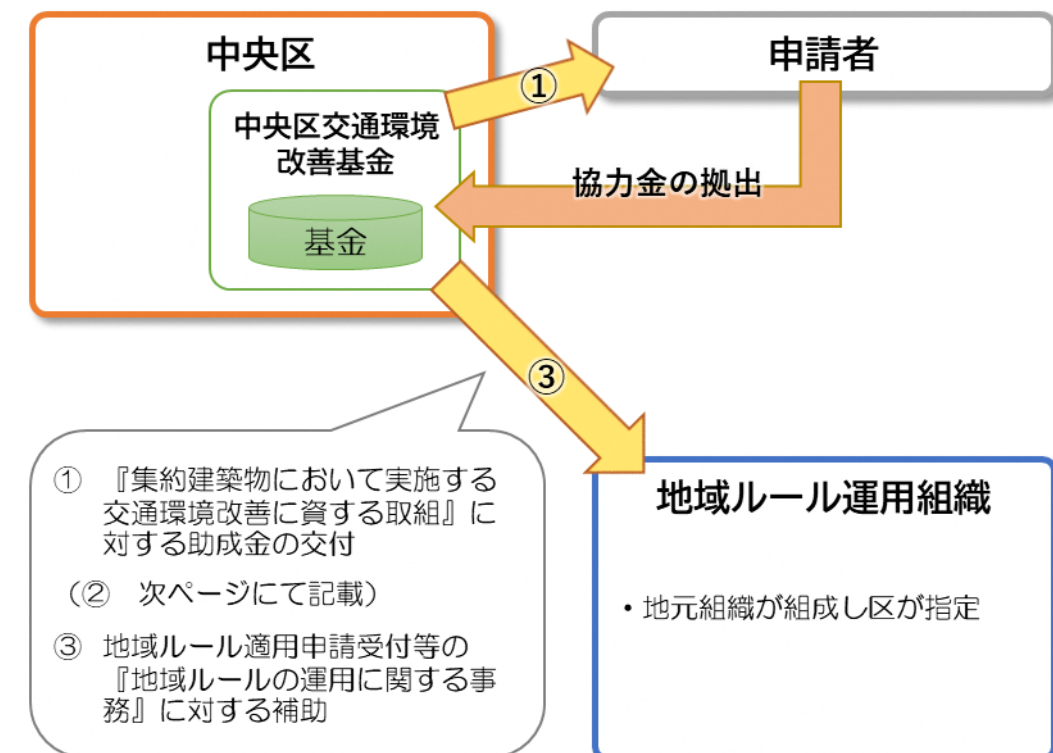 中央区
申請者
①
中央区交通環境
改善基金
協力金の拠出
基金
③
① 『集約建築物において実施する
交通環境改善に資する取組』に
対する助成金の交付
（② 次ページにて記載）
③ 地域ルール適用申請受付等の
『地域ルールの運用に関する事
務』に対する補助
地域ルール運用組織
・地元組織が組成し区が指定